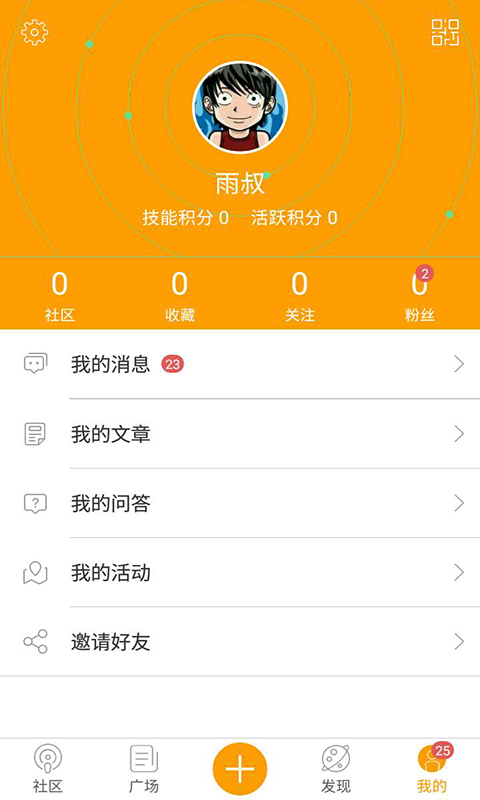 雨叔
技能积分 0 活跃积分 0
0 0 0 0 2
社区 收藏 关注 粉丝
我的消息 23
我的文章
?
我的问答
我的活动
邀请好友
25
社区 广场 发现 我的